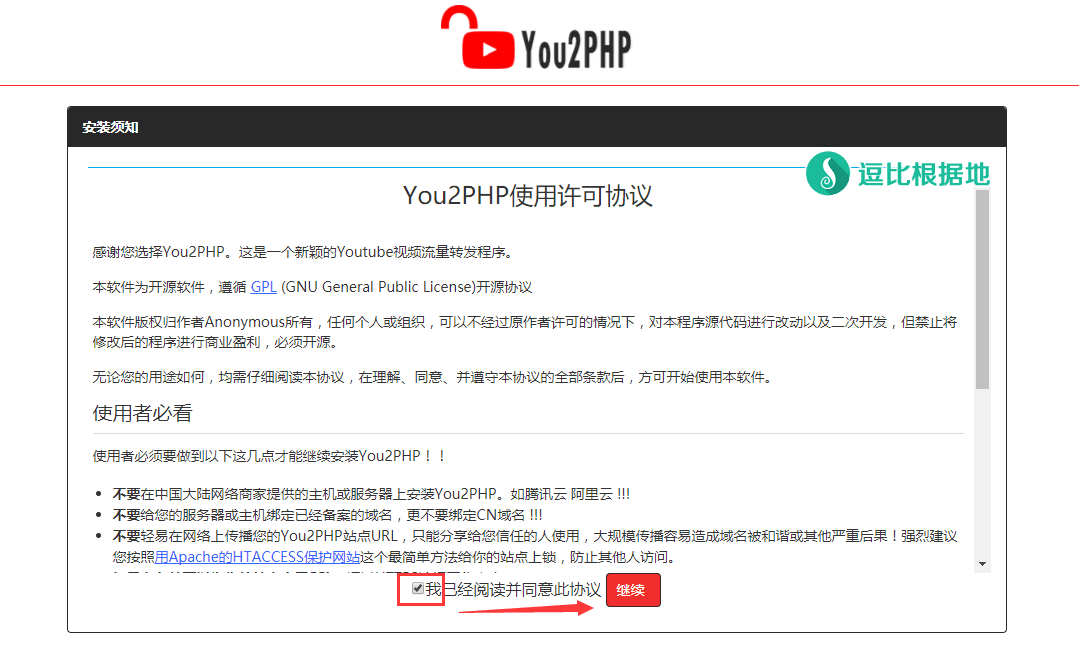 You2PHP
安装须知
逗比根据地
You2PHP使用许可协议
感谢您选择You2PHP。这是一个新颖的Youtube视频流量转发程序。
本软件为开源软件，遵循 GPL (GNU General Public License)开源协议
本软件版权归作者Anonymous所有，任何个人或组织，可以不经过原作者许可的情况下，对本程序源代码进行改动以及二次开发，但禁止将
修改后的程序进行商业盈利，必须开源。
无论您的用途如何，均需仔细阅读本协议，在理解、同意、并遵守本协议的全部条款后，方可开始使用本软件。
使用者必看
使用者必须要做到以下这几点才能继续安装You2PHP！！
不要在中国大陆网络商家提供的主机或服务器上安装You2PHP。如腾讯云 阿里云 !!!
不要给您的服务器或主机绑定已经备案的域名，更不要绑定CN域名 !!!
不要轻易在网络上传播您的You2PHP站点URL，只能分享给您信任的人使用，大规模传播容易造成域名被和谐或其他严重后果！强烈建议
您按照用Apache的HTACCESS保护网站这个最简单方法给你的站点上锁，防止其他人访问。
我已经阅读并同意此协议 继续